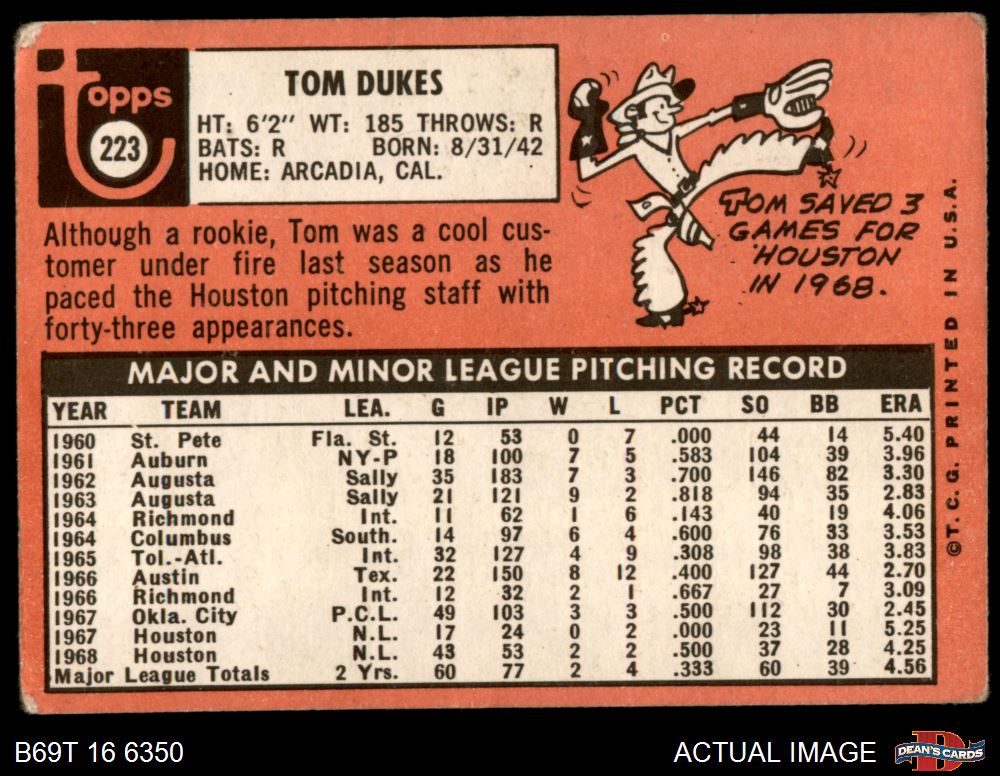 Topps
223
TOM DUKES
HT: 6'2" WT: 185 THROWS: R
BATS: R BORN: 8/31/42
HOME: ARCADIA, CAL.
Although a rookie, Tom was a cool cus-
tomer under fire last season as he
paced the Houston pitching staff with
forty-three appearances.
TOM SAVED 3
GAMES FOR
HOUSTON
IN 1968.
MAJOR AND MINOR LEAGUE PITCHING RECORD
YEAR TEAM LEA. G IP W L PCT SO BB ERA
1960 St. Pete Fla. St. 12 53 0 7 .000 44 14 5.40
1961 Auburn NY-P 18 100 7 5 .583 104 39 3.96
1962 Augusta Sally 35 183 7 3 .700 146 82 3.30
1963 Augusta Sally 21 121 9 2 .818 94 35 2.83
1964 Richmond Int. 11 62 1 6 .143 40 19 4.06
1964 Columbus South. 14 97 6 4 .600 76 33 3.53
1965 Tol.-Atl. Int. 32 127 4 9 .308 98 38 3.83
1966 Austin Tex. 22 150 8 12 .400 127 44 2.70
1966 Richmond Int. 12 32 2 1 .667 27 7 3.09
1967 Okla. City P.C.L. 49 103 3 3 .500 112 30 2.45
1967 Houston N.L. 17 24 0 2 .000 23 11 5.25
1968 Houston N.L. 43 53 2 2 .500 37 28 4.25
Major League Totals 2 Yrs. 60 77 2 4 .333 60 39 4.56
©T.C.G. PRINTED IN U.S.A.
B69T 16 6350
ACTUAL IMAGE
D
DEAN'S CARDS